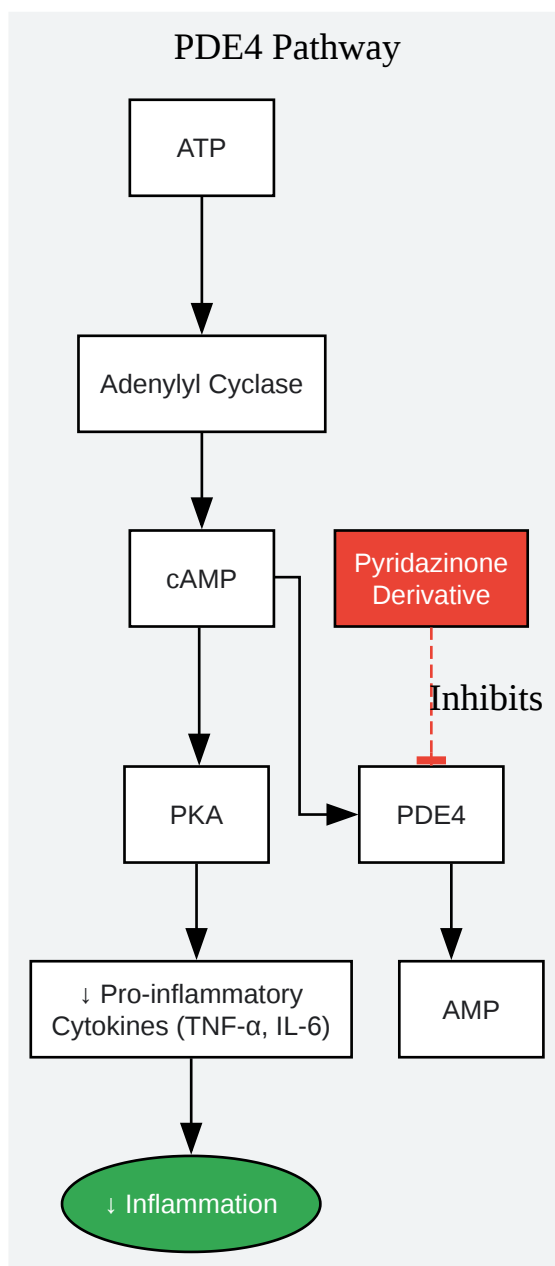 PDE4 Pathway
ATP
Adenylyl Cyclase
cAMP
Pyridazinone
Derivative
Inhibits
PKA
PDE4
↓ Pro-inflammatory
Cytokines (TNF-α, IL-6)
AMP
↓ Inflammation